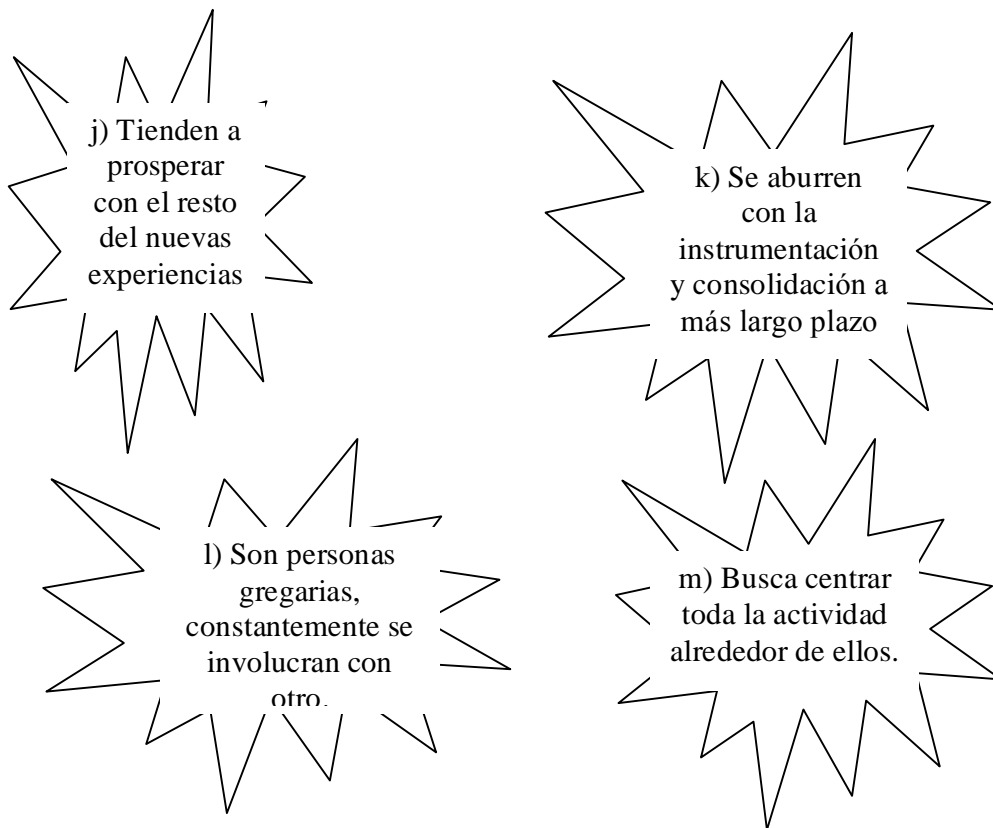 j) Tienden a
prosperar
con el resto
del nuevas
experiencias
k) Se aburren
con la
instrumentación
y consolidación a
más largo plazo
l) Son personas
gregarias,
constantemente se
involucran con
otro.
m) Busca centrar
toda la actividad
alrededor de ellos.